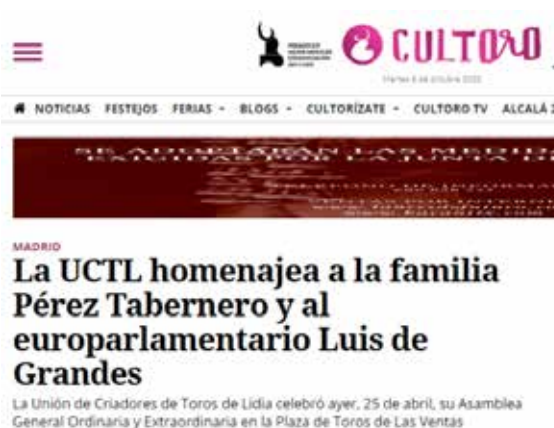 CULTORO
NOTICIAS FESTEJOS FERIAS BLOGS CULTORÍZATE CULTORO TV ALCALÁ 2
MADRID
La UCTL homenajea a la familia
Pérez Tabernero y al
europarlamentario Luis de
Grandes
La Unión de Criadores de Toros de Lidia celebró ayer, 25 de abril, su Asamblea
General Ordinaria y Extraordinaria en la Plaza de Toros de Las Ventas